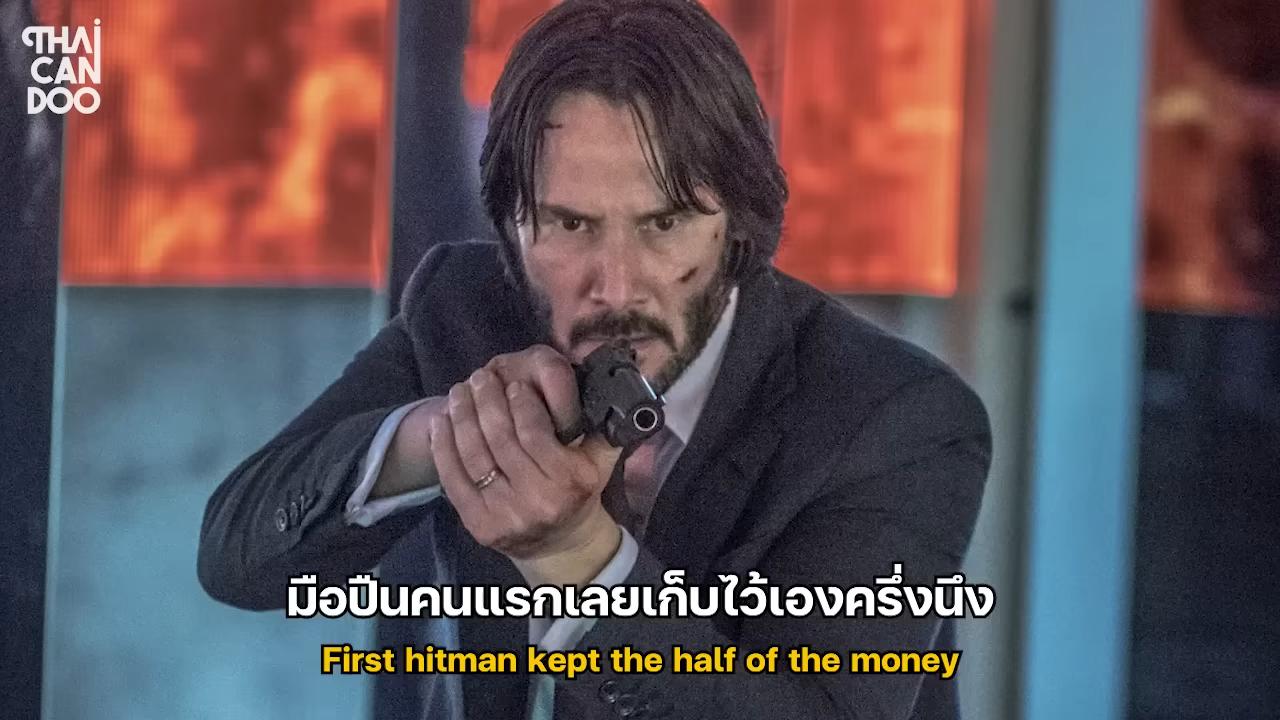 THAi
CAN
DOO
มือปืนคนแรกเลยเก็บไว้เองครึ่งนึง
First hitman kept the half of the money